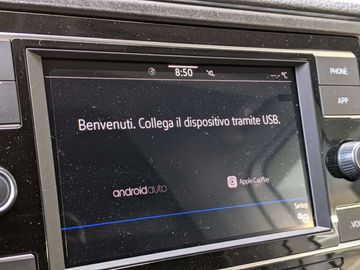 8:50
--,-°C
PHONE
Benvenuti. Collega il dispositivo tramite USB.
APP
androidauto
Apple CarPlay
Setup